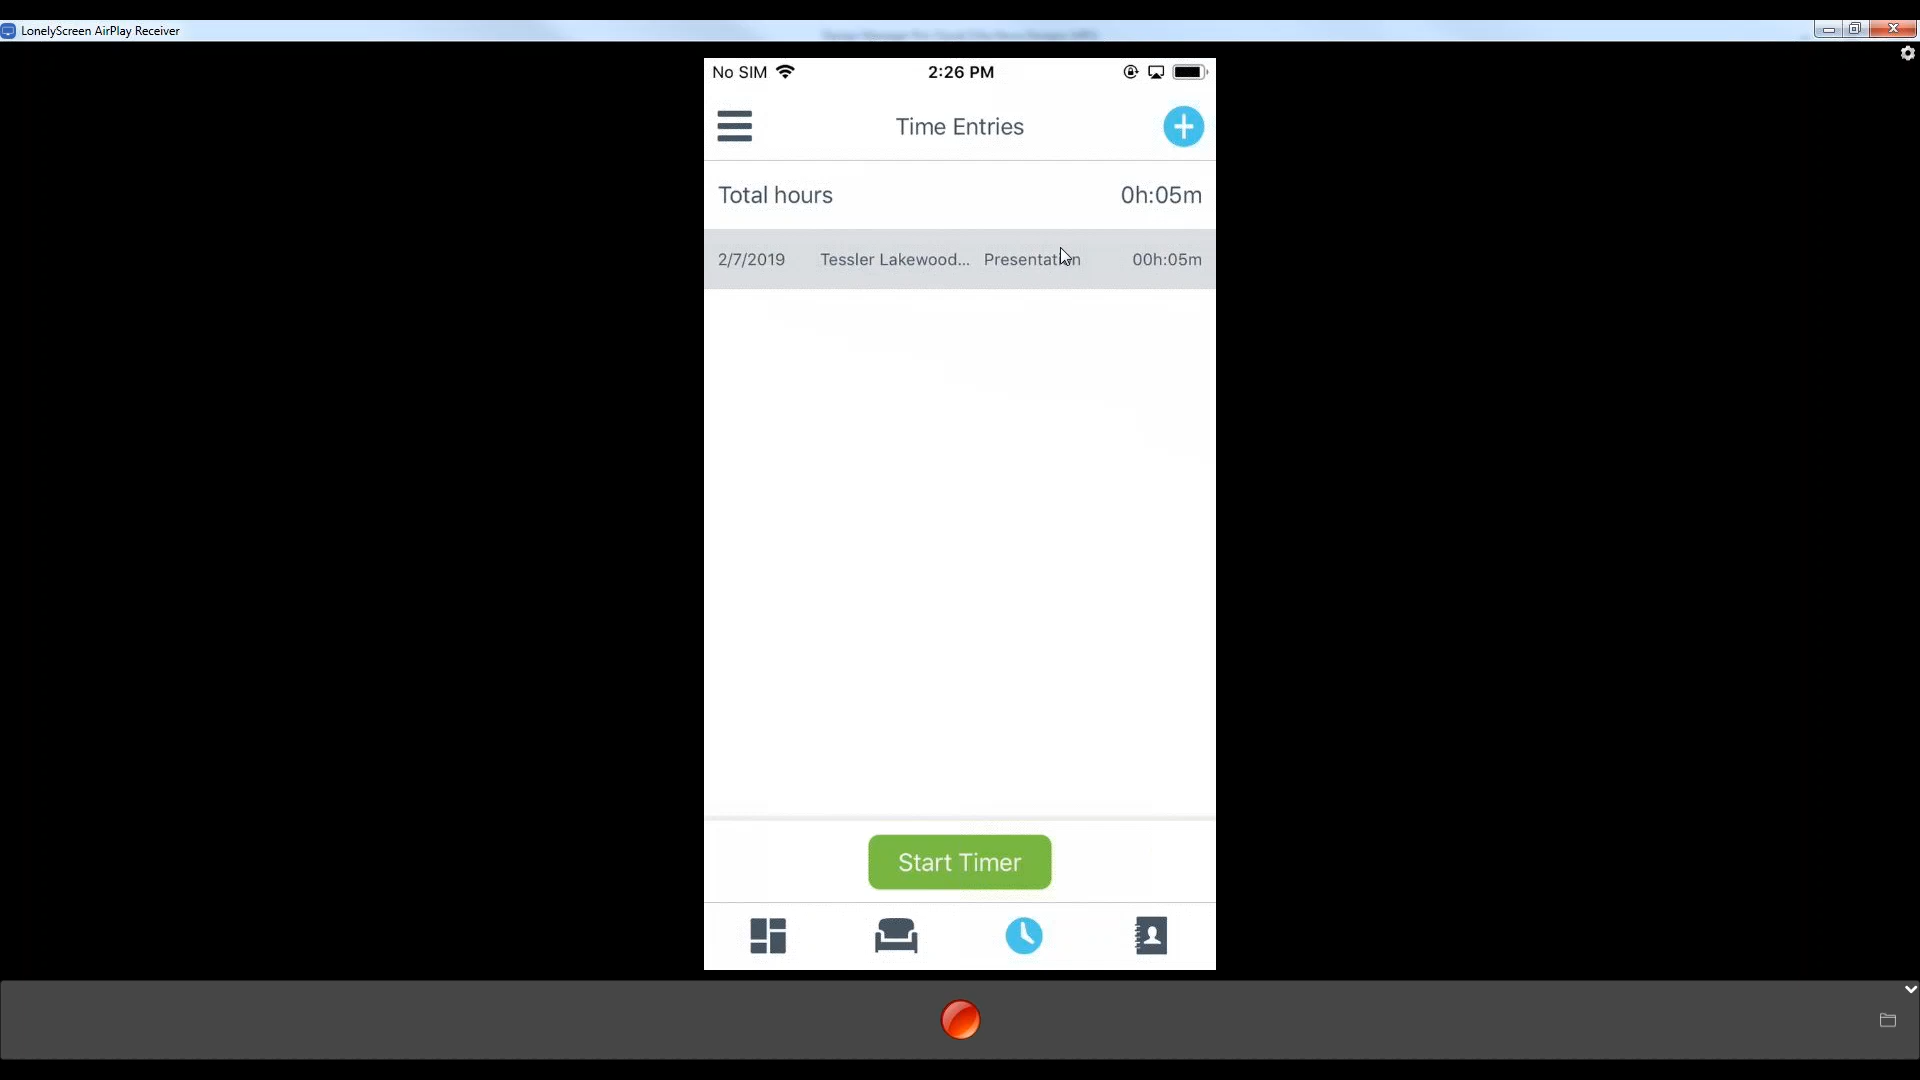 LonelyScreen AirPlay Receiver
No SIM 2:26 PM
Time Entries
Total hours 0h:05m
2/7/2019 Tessler Lakewood... Presentation 00h:05m
Start Timer